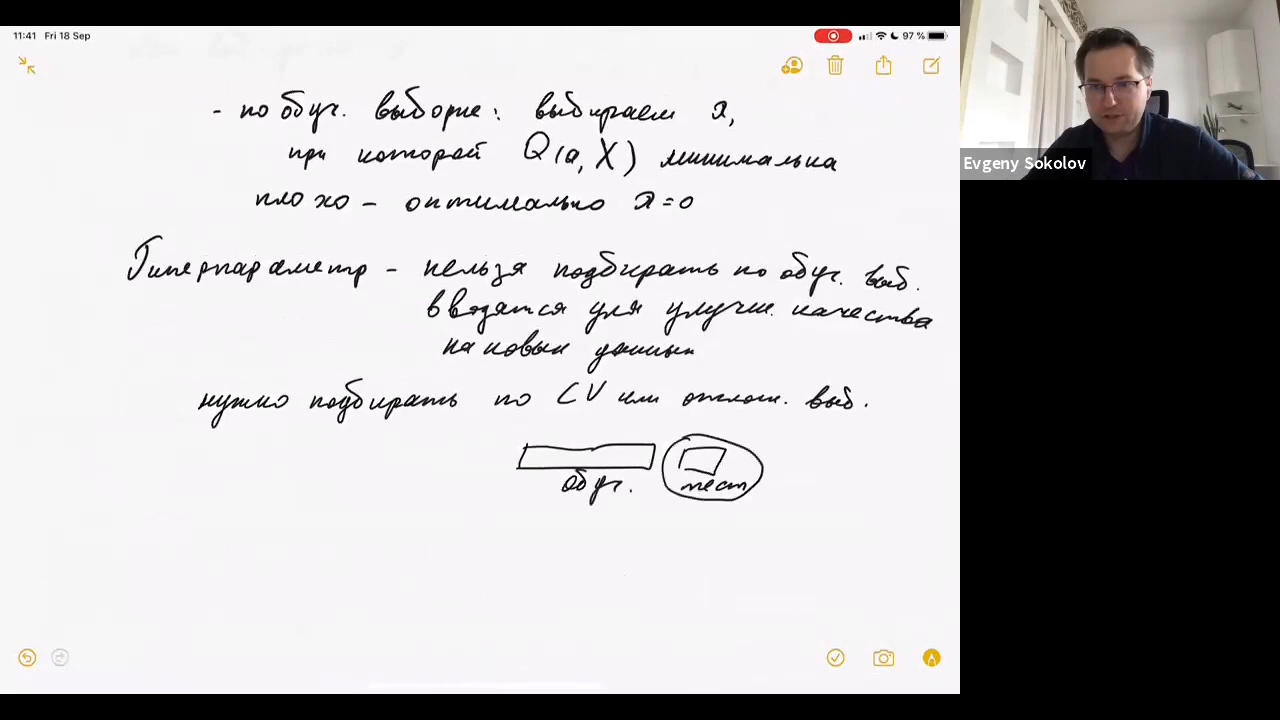 11:41 Fri 18 Sep
97 %
- по обуч. выборке: выбираем λ,
при которой Q(a, X) минимальна
плохо - оптимально λ=0
Гиперпараметр - нельзя подбирать по обуч. выб.
вводятся для улучш. качества
на новых данных
нужно подбирать по CV или отлож. выб.
обуч.
тест
Evgeny Sokolov